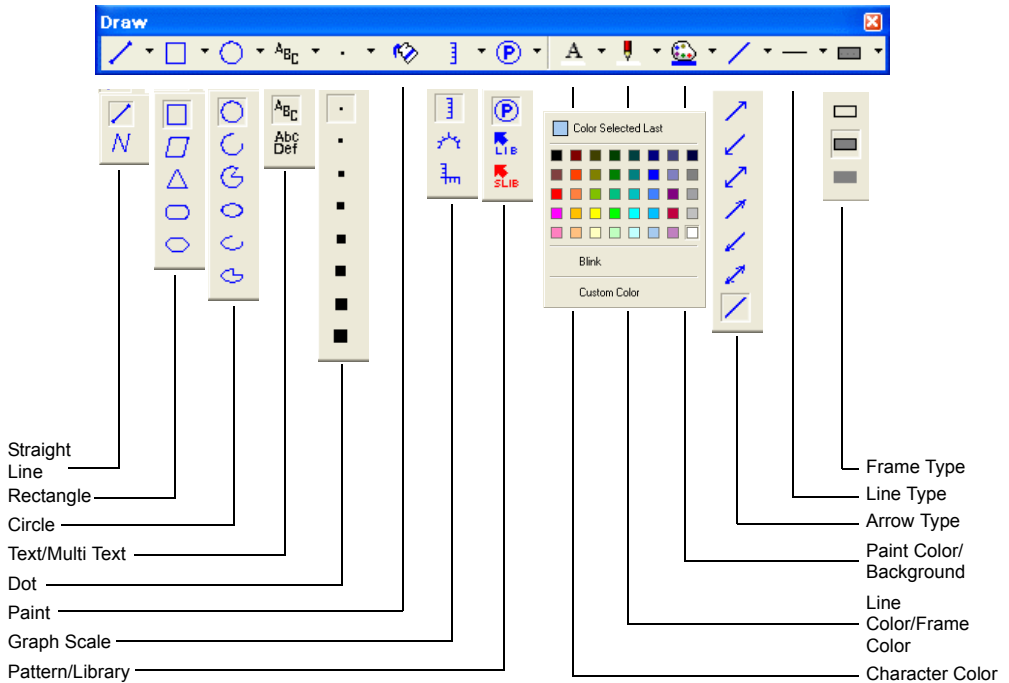 Draw
ABC
P
ABC
Abc
Def
P
LIB
SLIB
A
Color Selected Last
Blink
Custom Color
Straight
Line
Rectangle
Circle
Text/Multi Text
Dot
Paint
Graph Scale
Pattern/Library
Frame Type
Line Type
Arrow Type
Paint Color/
Background
Line
Color/Frame
Color
Character Color